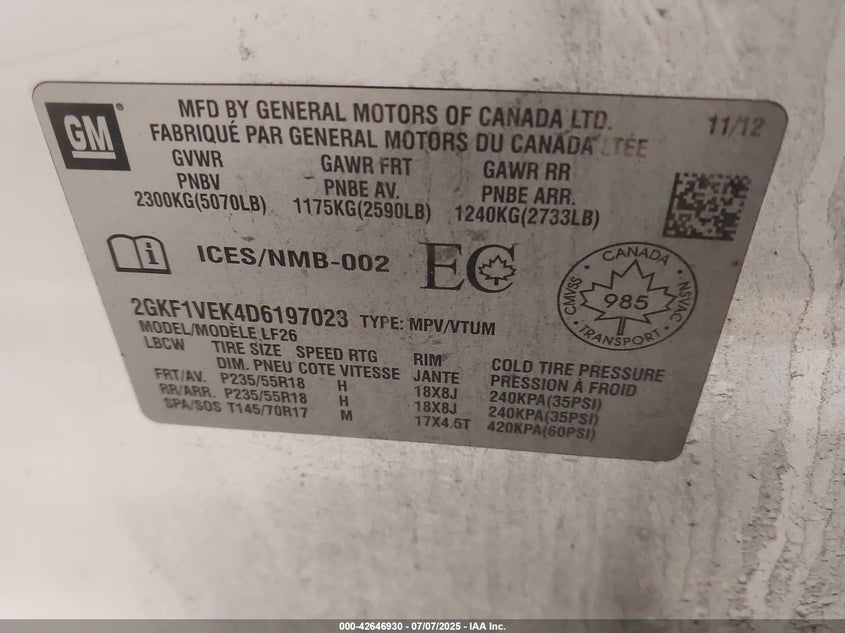 GM
MFD BY GENERAL MOTORS OF CANADA LTD.
11/12
FABRIQUÉ PAR GENERAL MOTORS DU CANADA LTÉE
GVWR GAWR FRT GAWR RR
PNBV PNBE AV. PNBE ARR.
2300KG(5070LB) 1175KG(2590LB) 1240KG(2733LB)
ICES/NMB-002 EC
CANADA
CMVSS 985 NSVAC
TRANSPORT
2GKF1VEK4D6197023 TYPE: MPV/VTUM
MODEL/MODÈLE LF26
LBCW TIRE SIZE SPEED RTG RIM COLD TIRE PRESSURE
DIM. PNEU COTE VITESSE JANTE PRESSION À FROID
FRT/AV. P235/55R18 H 18X8J 240KPA(35PSI)
RR/ARR. P235/55R18 H 18X8J 240KPA(35PSI)
SPA/SOS T145/70R17 M 17X4.5T 420KPA(60PSI)
000-42646930 - 07/07/2025 - IAA Inc.